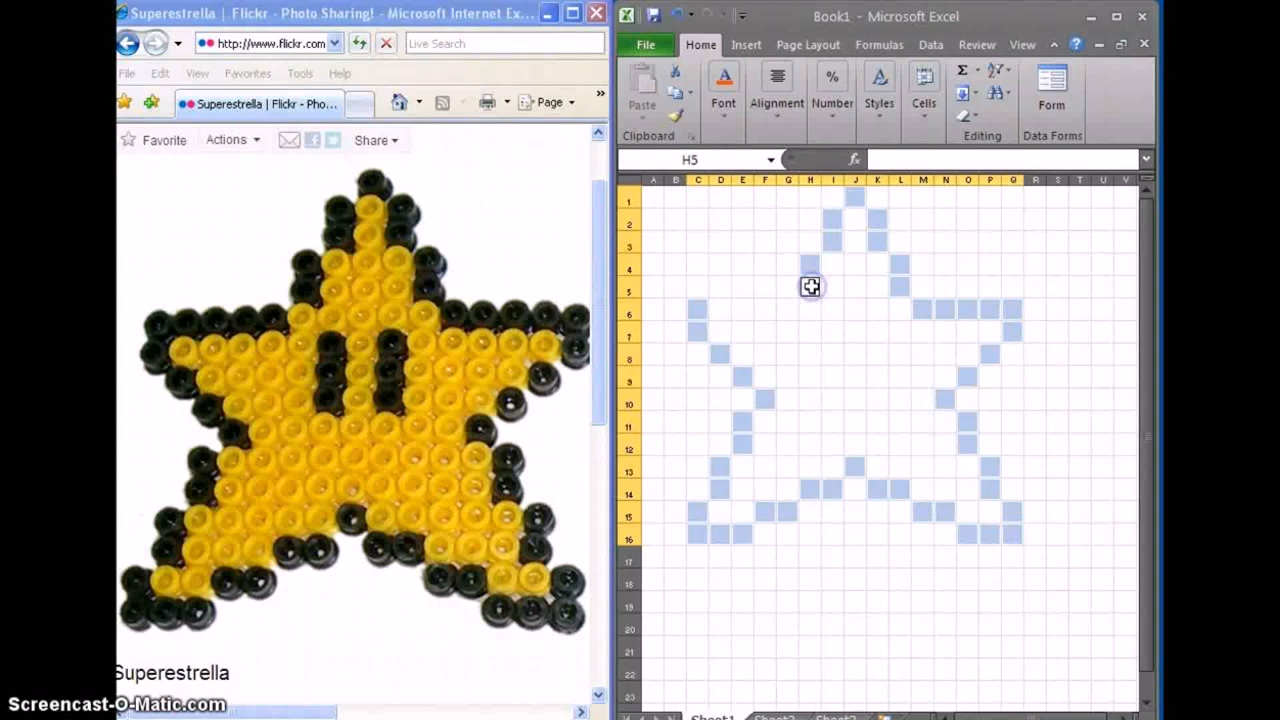 Superestrella | Flickr - Photo Sharing! - Microsoft Internet Ex...
http://www.flickr.com
Live Search
File Edit View Favorites Tools Help
Superestrella | Flickr - Pho...
Page
Favorite Actions Share
Superestrella
Screencast-O-Matic.com
Book1 - Microsoft Excel
File Home Insert Page Layout Formulas Data Review View
Paste Font Alignment Number Styles Cells Form
%
Clipboard Editing Data Forms
H5 fx
A B C D E F G H I J K L M N O P Q R S T U V
1
2
3
4
5
6
7
8
9
10
11
12
13
14
15
16
17
18
19
20
21
22
23
Sheet1 Sheet2 Sheet3